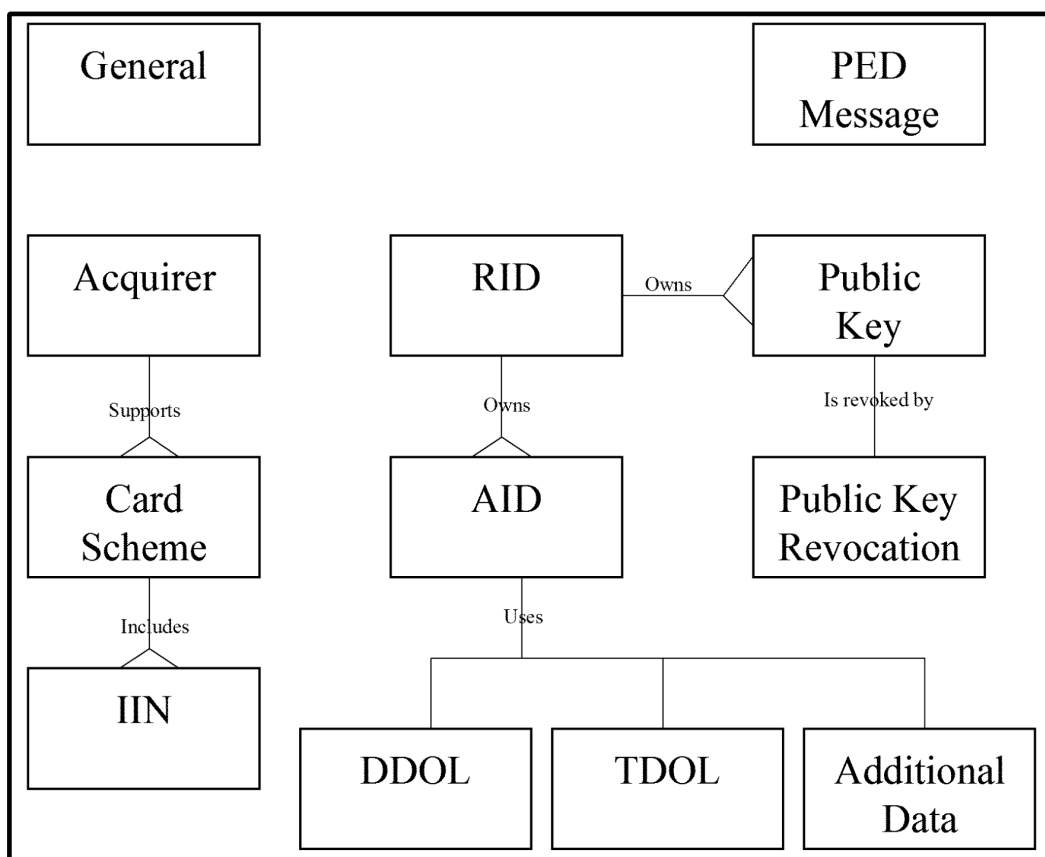 General
PED
Message
Acquirer
RID
Owns
Public
Key
Supports
Owns
Is revoked by
Card
Scheme
AID
Public Key
Revocation
Includes
Uses
IIN
DDOL
TDOL
Additional
Data